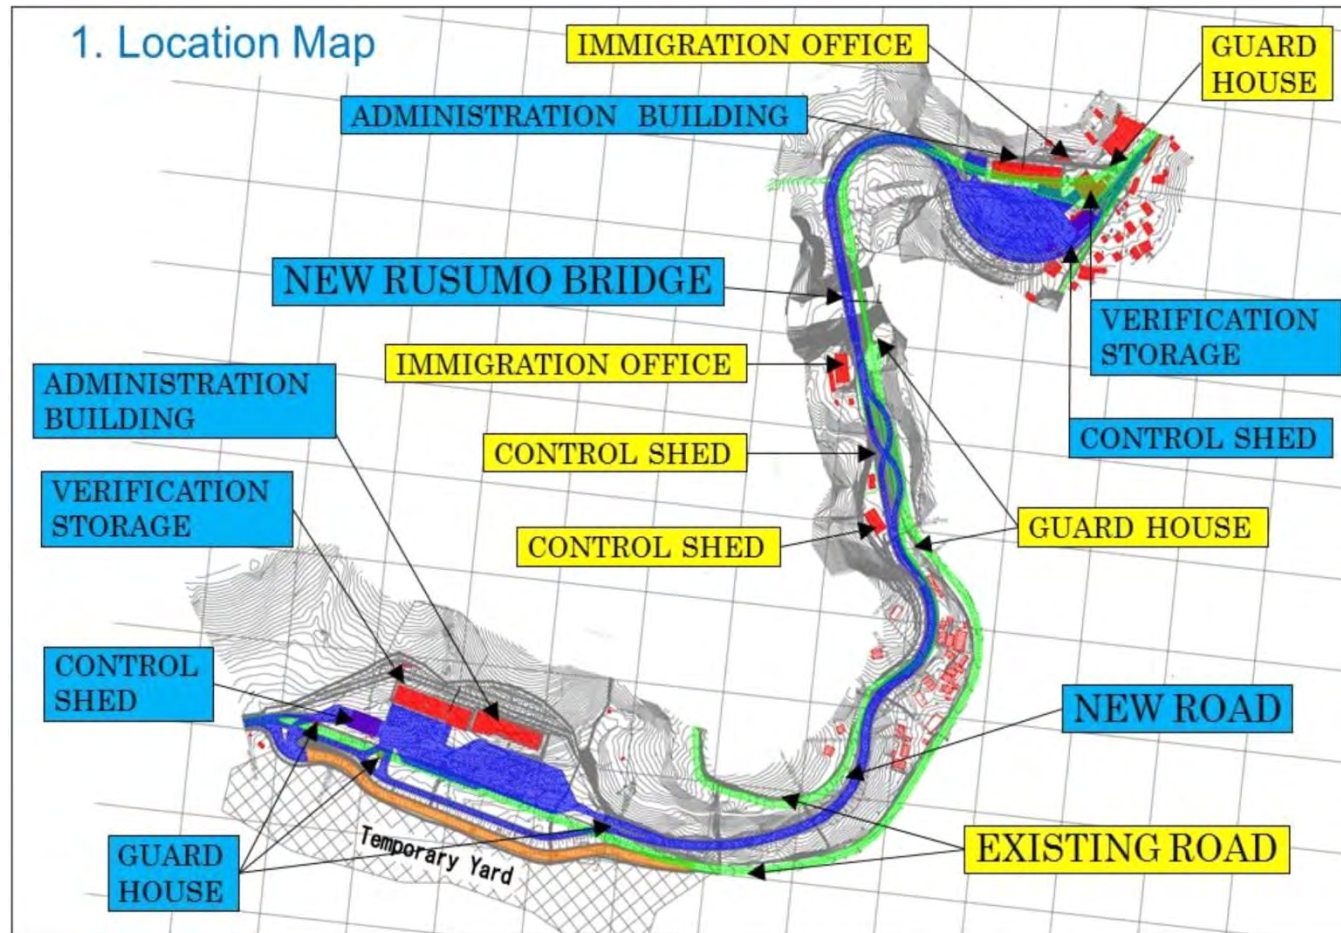 1. Location Map
IMMIGRATION OFFICE
GUARD
HOUSE
ADMINISTRATION BUILDING
NEW RUSUMO BRIDGE
VERIFICATION
STORAGE
IMMIGRATION OFFICE
ADMINISTRATION
BUILDING
CONTROL SHED
CONTROL SHED
VERIFICATION
STORAGE
GUARD HOUSE
CONTROL SHED
CONTROL
SHED
NEW ROAD
Temporary Yard
EXISTING ROAD
GUARD
HOUSE